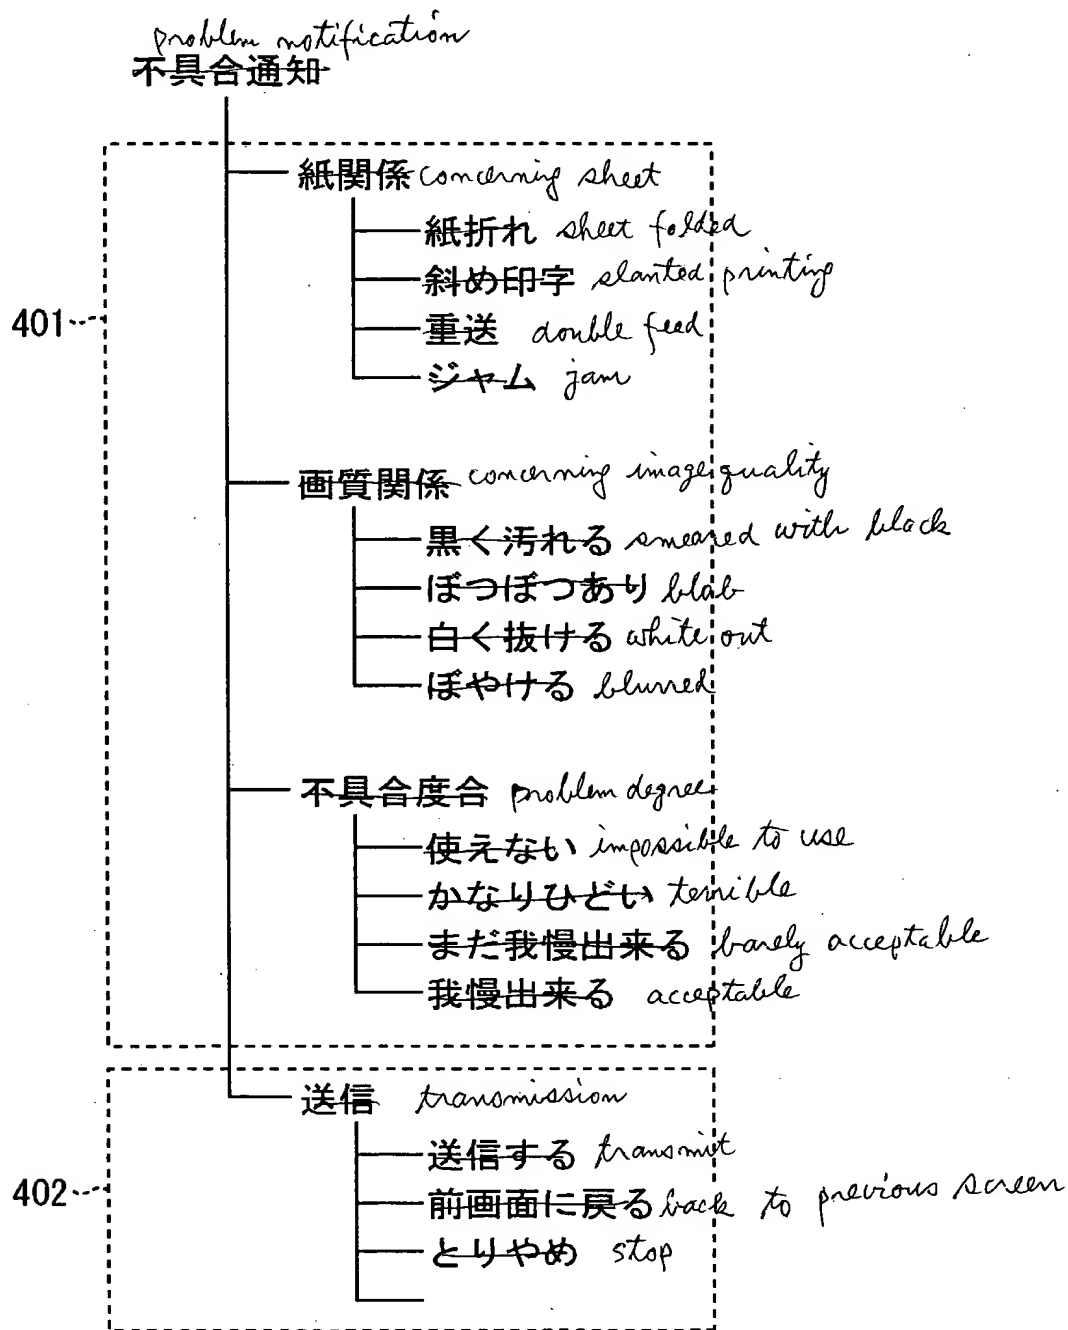 problem notification
不具合通知
紙関係 concerning sheet
紙折れ sheet folded
斜め印字 slanted printing
401
重送 double feed
ジャム jam
画質関係 concerning image quality
黒く汚れる smeared with black
ぼつぼつあり blab
白く抜ける white out
ぼやける blurred
不具合度合 problem degree
使えない impossible to use
かなりひどい terrible
まだ我慢出来る barely acceptable
我慢出来る acceptable
送信 transmission
送信する transmit
402
前画面に戻る back to previous screen
とりやめ stop